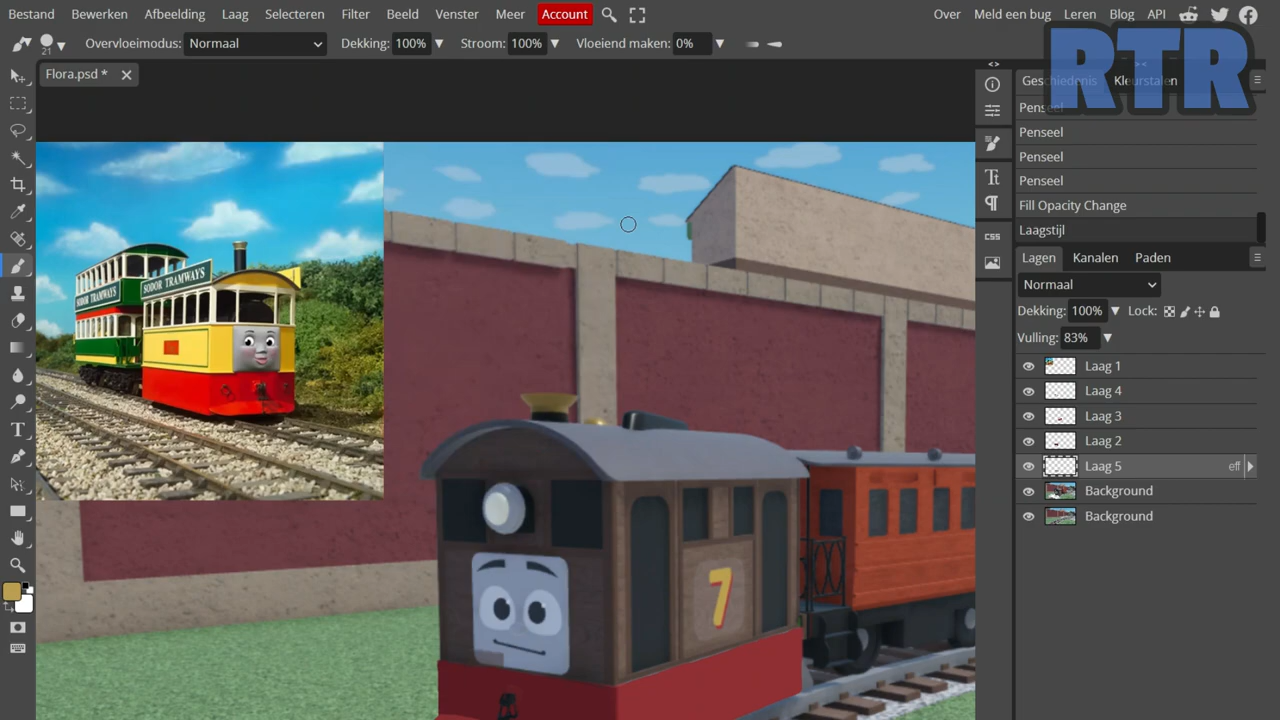 Bestand Bewerken Afbeelding Laag Selecteren Filter Beeld Venster Meer Account Over Meld een bug Leren Blog API
21 Overvloeimodus: Normaal Dekking: 100% Stroom: 100% Vloeiend maken: 0%
RTR
Flora.psd *
Geschiedenis Kleurstalen
Penseel
Penseel
Penseel
Penseel
Fill Opacity Change
Laagstijl
Lagen Kanalen Paden
Normaal
Dekking: 100% Lock:
Vulling: 83%
Laag 1
Laag 4
Laag 3
Laag 2
Laag 5 eff
Background
Background
CSS
SODOR TRAMWAYS
SODOR TRAMWAYS
7